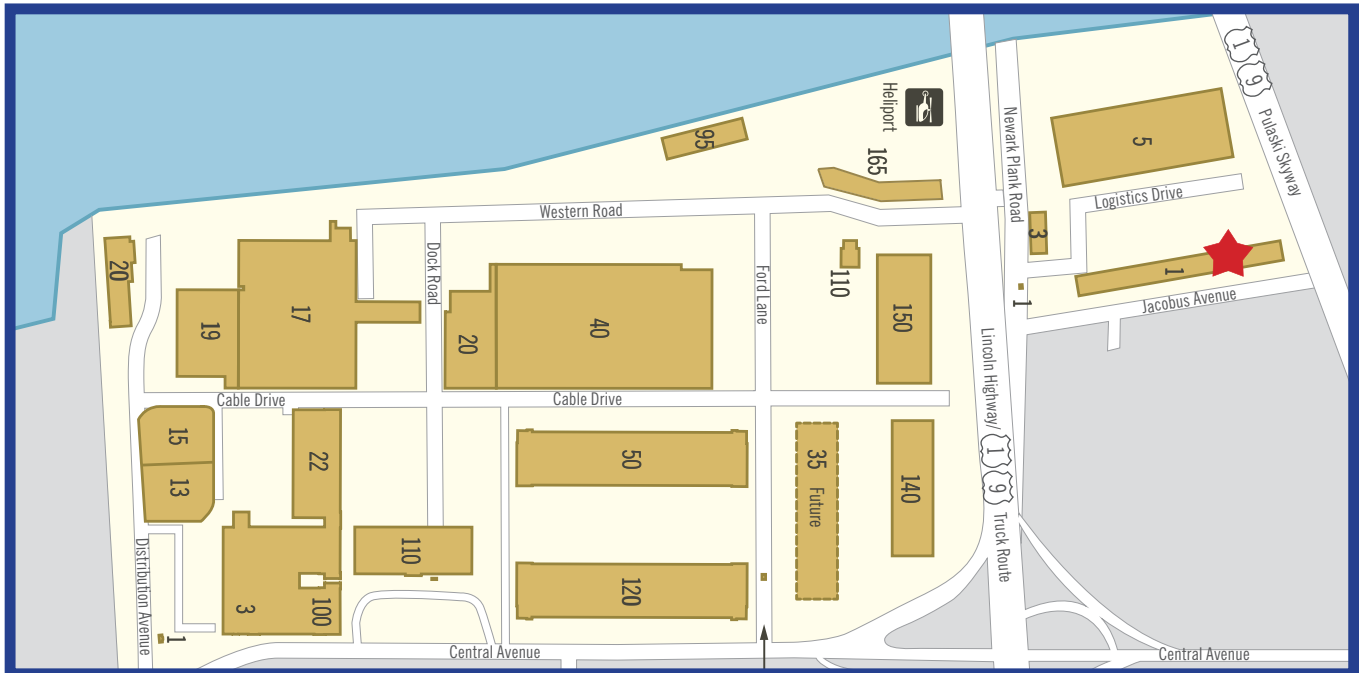 1
9
Pulaski Skyway
Heliport
95
165
Newark Plank Road
5
Logistics Drive
3
1
1
Jacobus Avenue
Western Road
Dock Road
Ford Lane
110
150
20
19
17
20
40
Cable Drive
Cable Drive
Lincoln Highway/
1
9
Truck Route
15
13
22
50
35
Future
140
110
120
3
100
Distribution Avenue
1
Central Avenue
Central Avenue